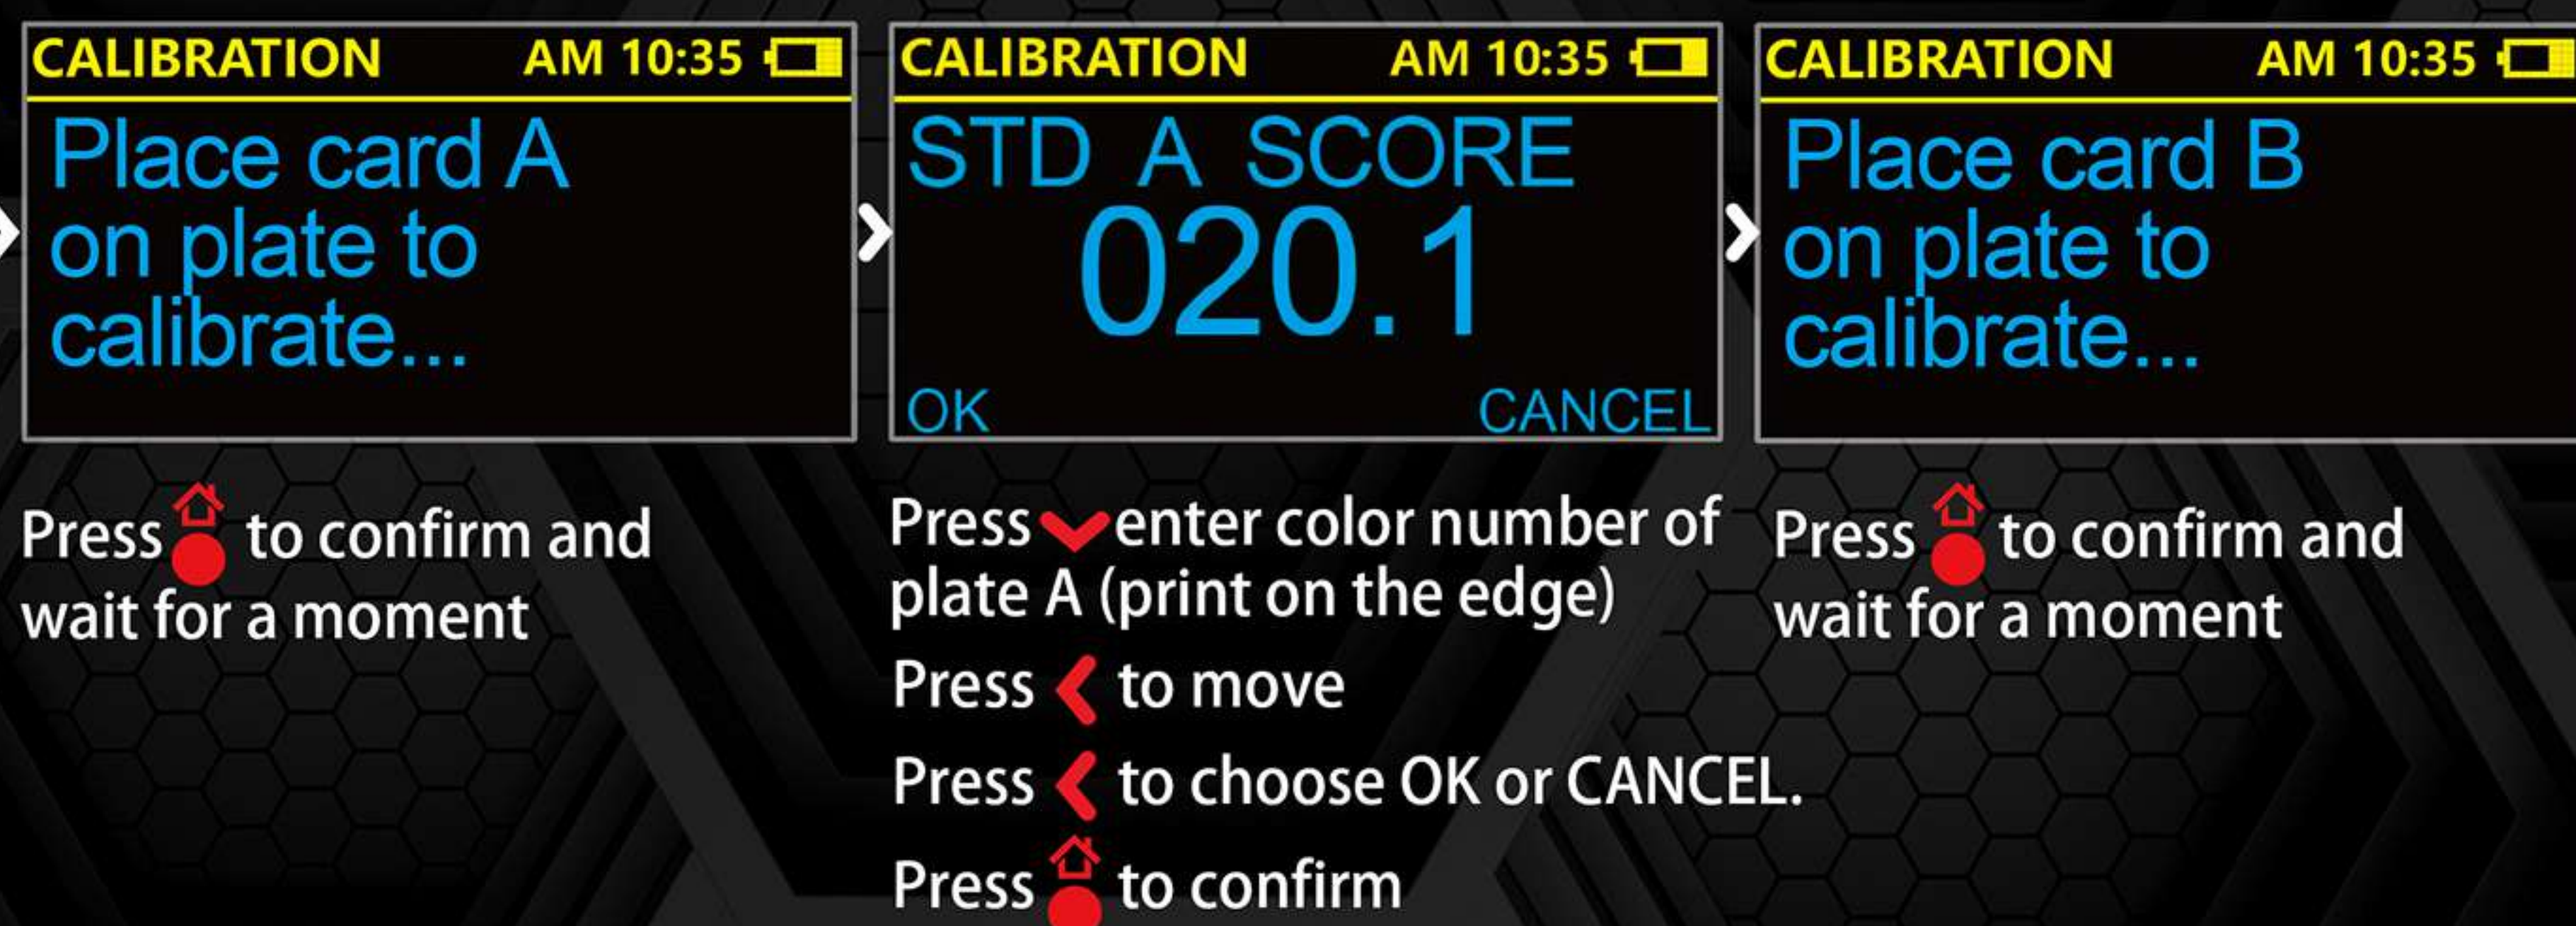 CALIBRATION AM 10:35
Place card A
on plate to
calibrate...
Press to confirm and
wait for a moment
CALIBRATION AM 10:35
STD A SCORE
020.1
OK CANCEL
Press enter color number of
plate A (print on the edge)
Press to move
Press to choose OK or CANCEL.
Press to confirm
CALIBRATION AM 10:35
Place card B
on plate to
calibrate...
Press to confirm and
wait for a moment